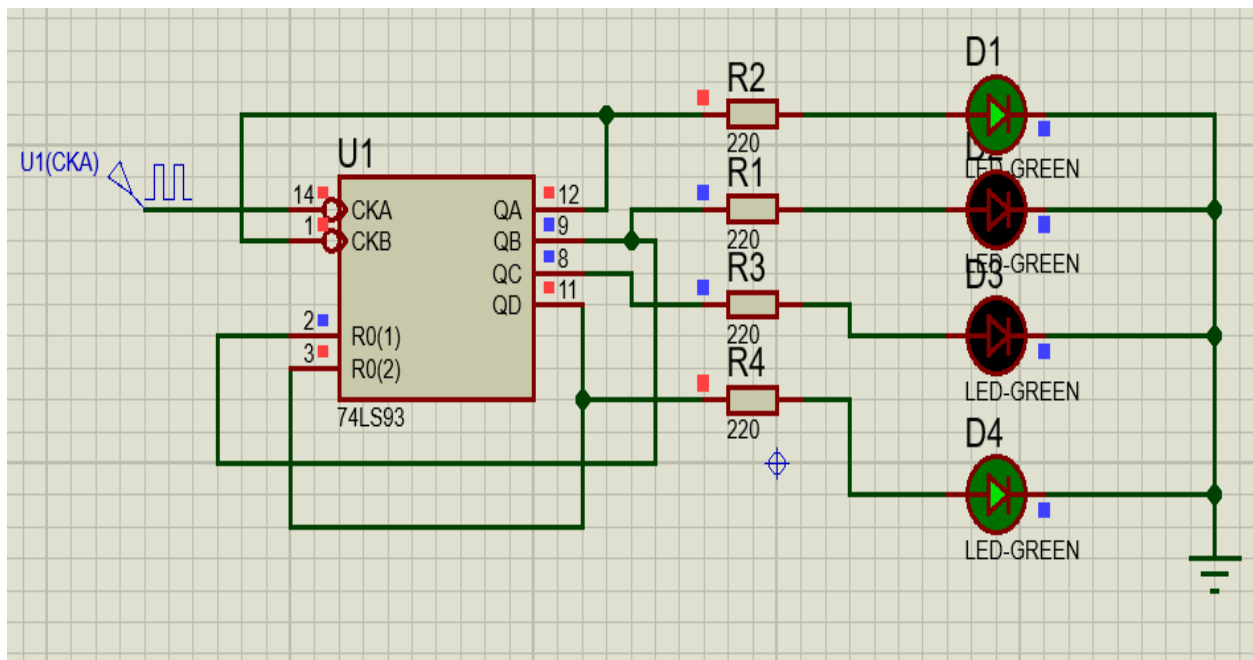 D1
R2
220
LED-GREEN
U1(CKA)
U1
14 CKA QA 12
1 CKB QB 9
QC 8
QD 11
2 R0(1)
3 R0(2)
74LS93
D2
R1
220
LED-GREEN
D3
R3
220
LED-GREEN
R4
220
D4
LED-GREEN